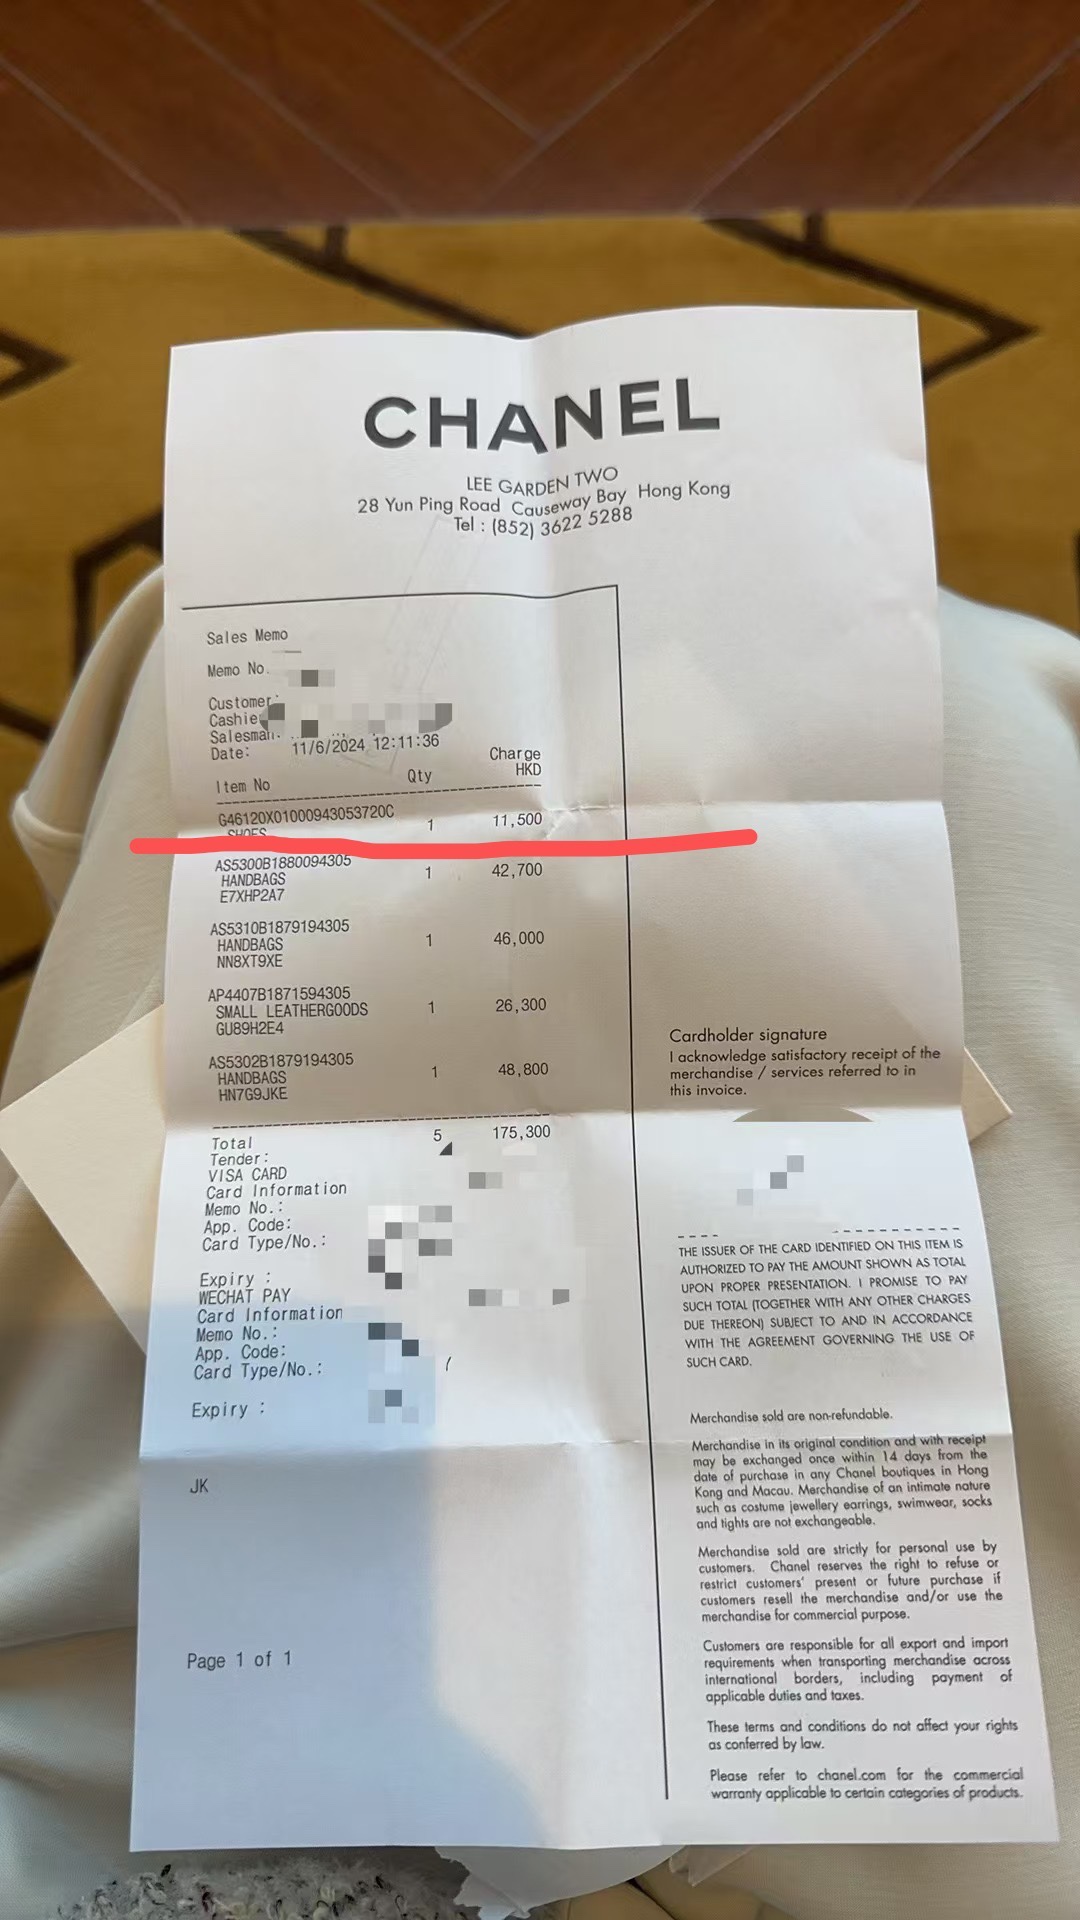 CHANEL
LEE GARDEN TWO
28 Yun Ping Road Causeway Bay Hong Kong
Tel : (852) 3622 5288
Sales Memo
Memo No.
Customer:
Cashie
Salesman:
Date: 11/6/2024 12:11:36
Charge
Item No Qty HKD
G46120X01000943053720C 1 11,500
SHOES
AS5300B1880094305 1 42,700
HANDBAGS
E7XHP2A7
AS5310B1879194305 1 46,000
HANDBAGS
NN8XT9XE
AP4407B1871594305 1 26,300
SMALL LEATHERGOODS
GU89H2E4
AS5302B1879194305 1 48,800
HANDBAGS
HN7G9JKE
Total 5 175,300
Tender:
VISA CARD
Card Information
Memo No.:
App. Code:
Card Type/No.:
Expiry :
WECHAT PAY
Card Information
Memo No.:
App. Code:
Card Type/No.:
Expiry :
JK
Page 1 of 1
Cardholder signature
I acknowledge satisfactory receipt of the
merchandise / services referred to in
this invoice.
THE ISSUER OF THE CARD IDENTIFIED ON THIS ITEM IS
AUTHORIZED TO PAY THE AMOUNT SHOWN AS TOTAL
UPON PROPER PRESENTATION. I PROMISE TO PAY
SUCH TOTAL (TOGETHER WITH ANY OTHER CHARGES
DUE THEREON) SUBJECT TO AND IN ACCORDANCE
WITH THE AGREEMENT GOVERNING THE USE OF
SUCH CARD.
Merchandise sold are non-refundable.
Merchandise in its original condition and with receipt
may be exchanged once within 14 days from the
date of purchase in any Chanel boutiques in Hong
Kong and Macau. Merchandise of an intimate nature
such as costume jewellery earrings, swimwear, socks
and tights are not exchangeable.
Merchandise sold are strictly for personal use by
customers. Chanel reserves the right to refuse or
restrict customers' present or future purchase if
customers resell the merchandise and/or use the
merchandise for commercial purpose.
Customers are responsible for all export and import
requirements when transporting merchandise across
international borders, including payment of
applicable duties and taxes.
These terms and conditions do not affect your rights
as conferred by law.
Please refer to chanel.com for the commercial
warranty applicable to certain categories of products.